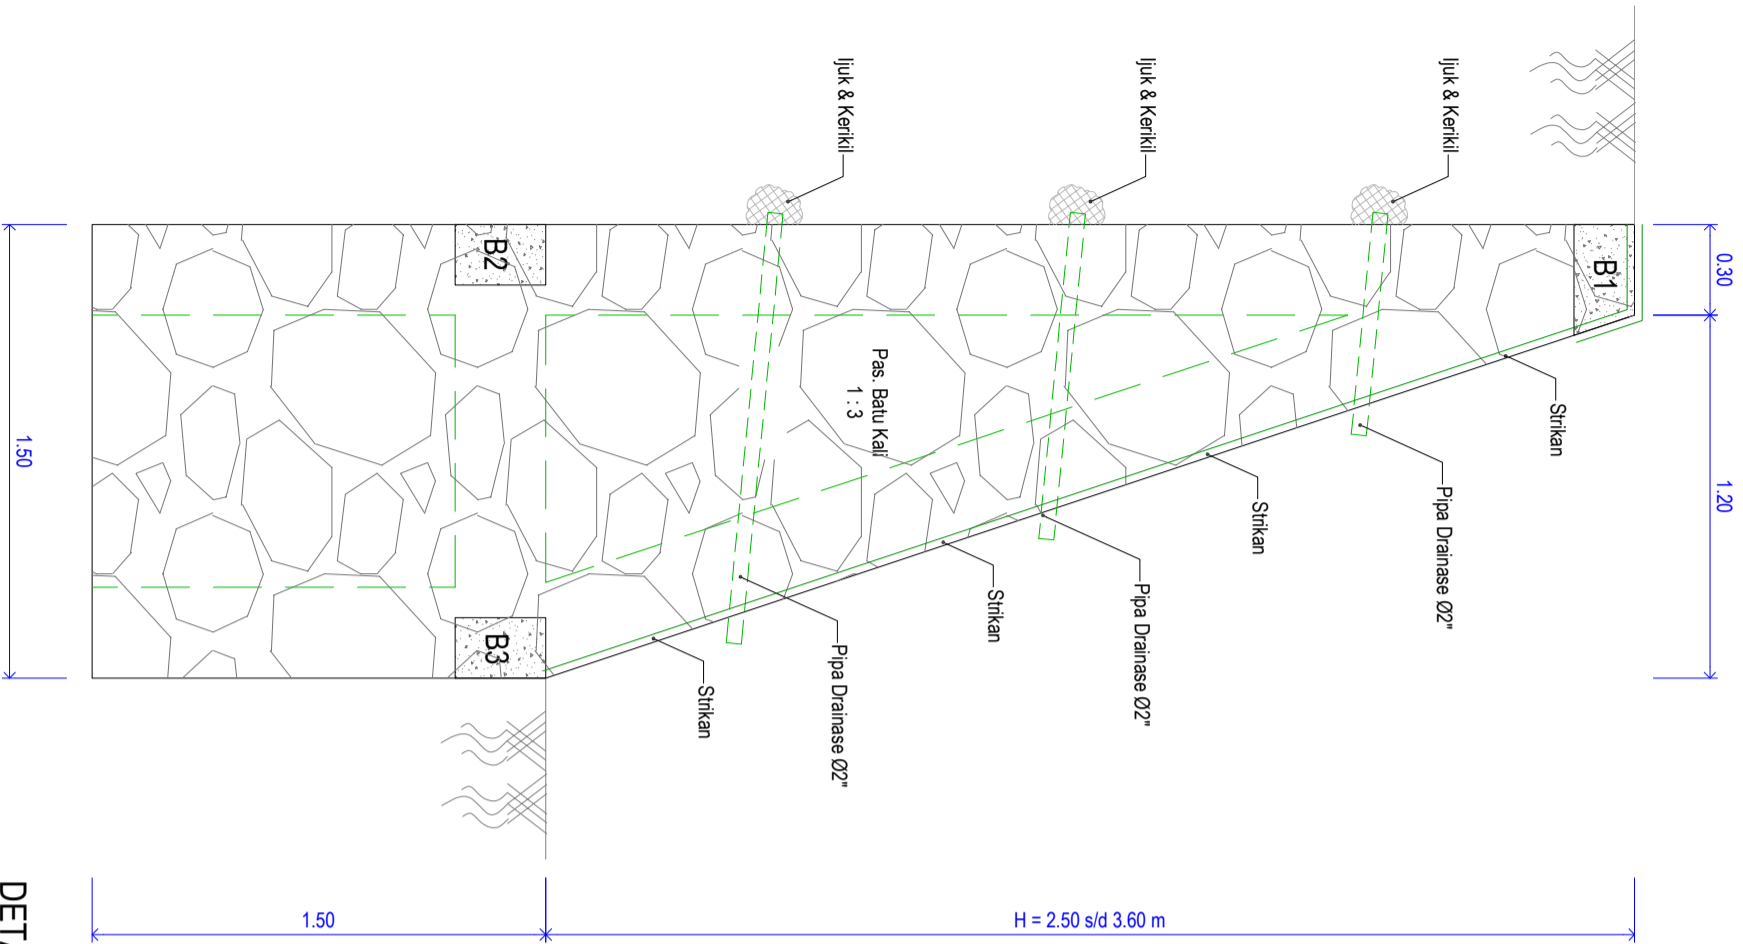 0.30
1.20
B1
Ijuk & Kerikil
Strikan
Pipa Drainase Ø2"
Ijuk & Kerikil
Strikan
Pipa Drainase Ø2"
Pas. Batu Kali
1 : 3
Ijuk & Kerikil
Strikan
Pipa Drainase Ø2"
Strikan
B2
B3
1.50
H = 2.50 s/d 3.60 m
1.50